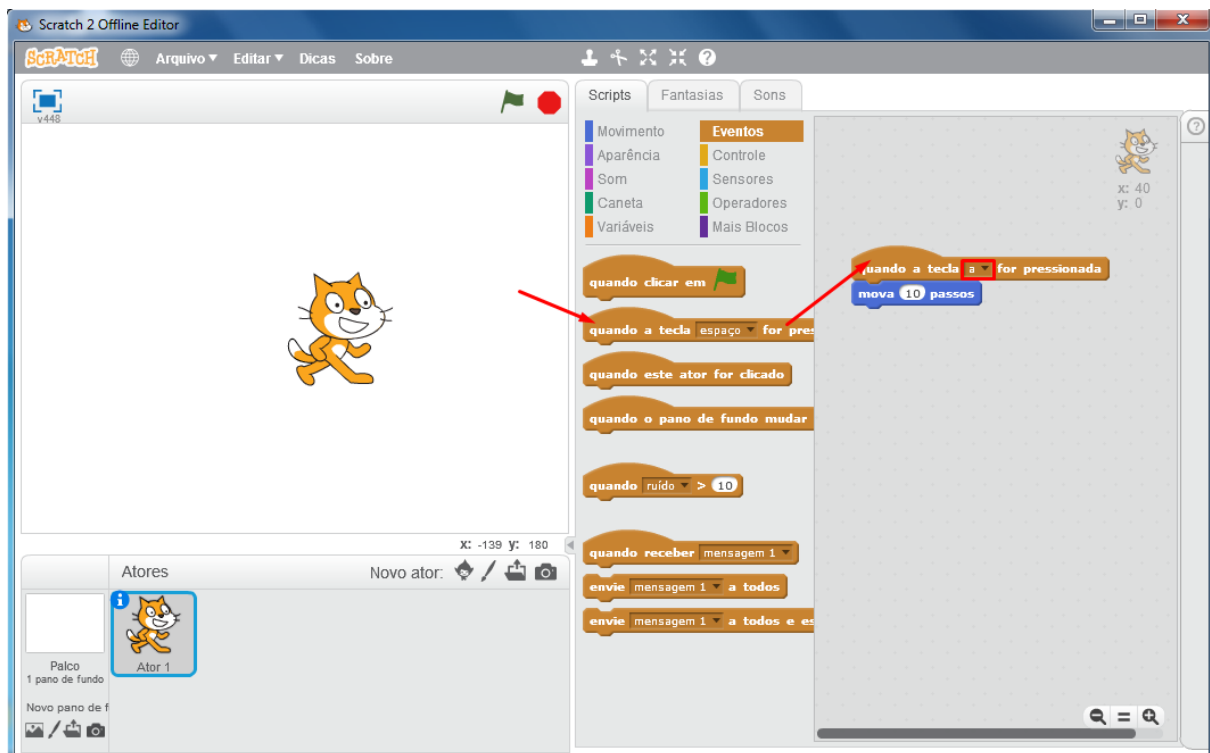 Scratch 2 Offline Editor
SCRATCH Arquivo Editar Dicas Sobre
v448
Scripts Fantasias Sons
Movimento Eventos
Aparência Controle
Som Sensores
Caneta Operadores
Variáveis Mais Blocos
x: 40
y: 0
quando clicar em
quando a tecla espaço for pres
quando este ator for clicado
quando o pano de fundo mudar
quando ruído > 10
quando receber mensagem 1
envie mensagem 1 a todos
envie mensagem 1 a todos e es
quando a tecla a for pressionada
mova 10 passos
X: -139 y: 180
Atores Novo ator:
Palco
1 pano de fundo
Ator 1
Novo pano de f